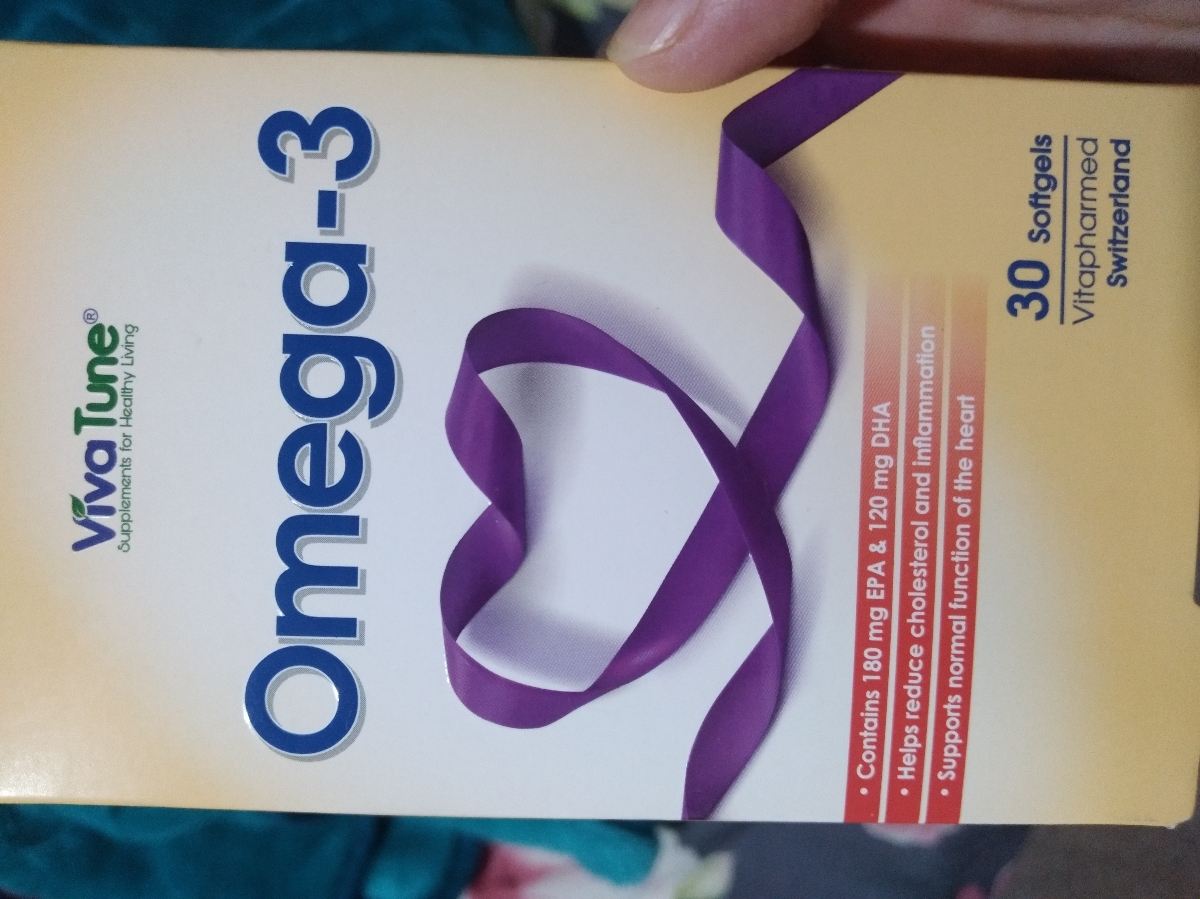 VivaTune®
Supplements for Healthy Living
Omega-3
• Contains 180 mg EPA & 120 mg DHA
• Helps reduce cholesterol and inflammation
• Supports normal function of the heart
30 Softgels
Vitapharmed
Switzerland